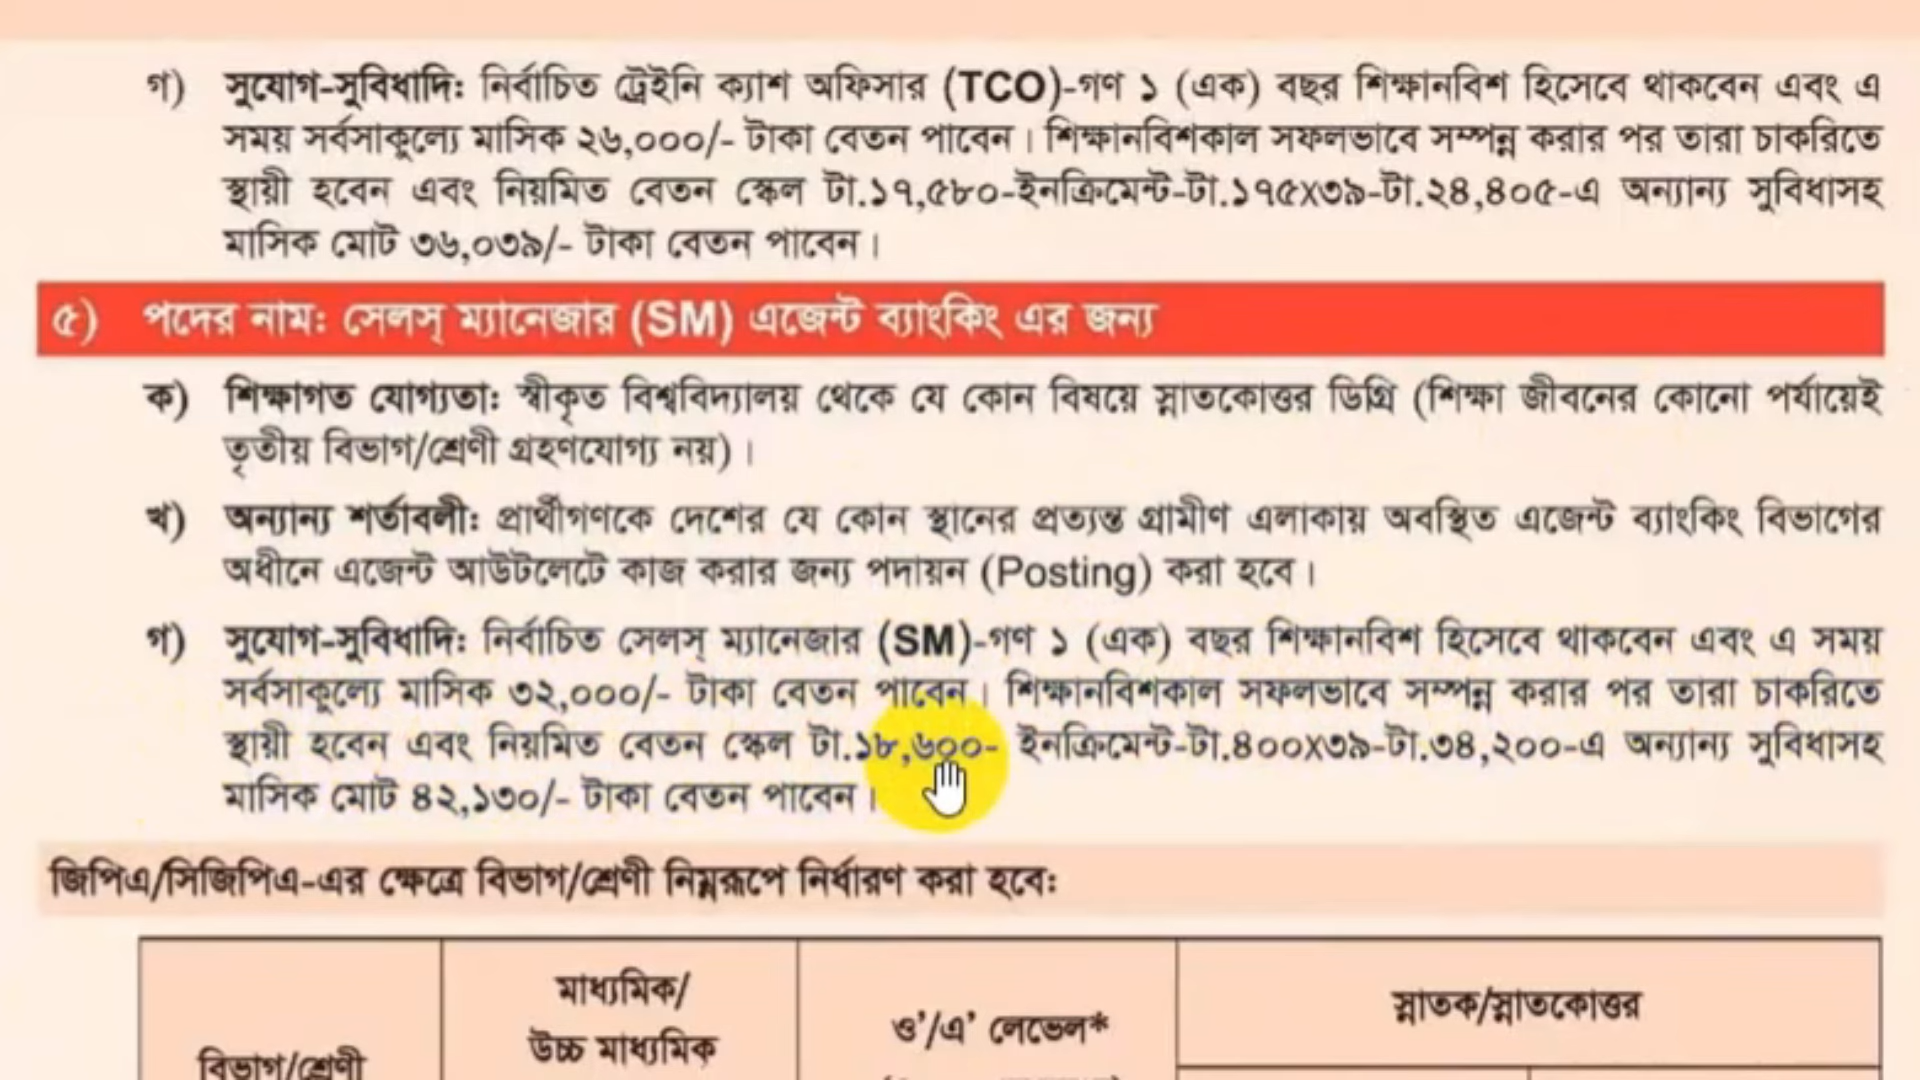 গ) সুযোগ-সুবিধাদি: নির্বাচিত ট্রেইনি ক্যাশ অফিসার (TCO)-গণ ১ (এক) বছর শিক্ষানবিশ হিসেবে থাকবেন এবং এ
সময় সর্বসাকুল্যে মাসিক ২৬,০০০/- টাকা বেতন পাবেন। শিক্ষানবিশকাল সফলভাবে সম্পন্ন করার পর তারা চাকরিতে
স্থায়ী হবেন এবং নিয়মিত বেতন স্কেল টা.১৭,৫৮০-ইনক্রিমেন্ট-টা.১৭৫X৩৯-টা.২৪,৪০৫-এ অন্যান্য সুবিধাসহ
মাসিক মোট ৩৬,০৩৯/- টাকা বেতন পাবেন।
৫) পদের নাম: সেলস্ ম্যানেজার (SM) এজেন্ট ব্যাংকিং এর জন্য
ক) শিক্ষাগত যোগ্যতা: স্বীকৃত বিশ্ববিদ্যালয় থেকে যে কোন বিষয়ে স্নাতকোত্তর ডিগ্রি (শিক্ষা জীবনের কোনো পর্যায়েই
তৃতীয় বিভাগ/শ্রেণী গ্রহণযোগ্য নয়)।
খ) অন্যান্য শর্তাবলী: প্রার্থীগণকে দেশের যে কোন স্থানের প্রত্যন্ত গ্রামীণ এলাকায় অবস্থিত এজেন্ট ব্যাংকিং বিভাগের
অধীনে এজেন্ট আউটলেটে কাজ করার জন্য পদায়ন (Posting) করা হবে।
গ) সুযোগ-সুবিধাদি: নির্বাচিত সেলস্ ম্যানেজার (SM)-গণ ১ (এক) বছর শিক্ষানবিশ হিসেবে থাকবেন এবং এ সময়
সর্বসাকুল্যে মাসিক ৩২,০০০/- টাকা বেতন পাবেন। শিক্ষানবিশকাল সফলভাবে সম্পন্ন করার পর তারা চাকরিতে
স্থায়ী হবেন এবং নিয়মিত বেতন স্কেল টা.১৮,৬০০- ইনক্রিমেন্ট-টা.৪০০X৩৯-টা.৩৪,২০০-এ অন্যান্য সুবিধাসহ
মাসিক মোট ৪২,১৩০/- টাকা বেতন পাবেন।
জিপিএ/সিজিপিএ-এর ক্ষেত্রে বিভাগ/শ্রেণী নিম্নরূপে নির্ধারণ করা হবে:
মাধ্যমিক/
উচ্চ মাধ্যমিক
ও'/এ' লেভেল*
স্নাতক/স্নাতকোত্তর
বিভাগ/শ্রেণী